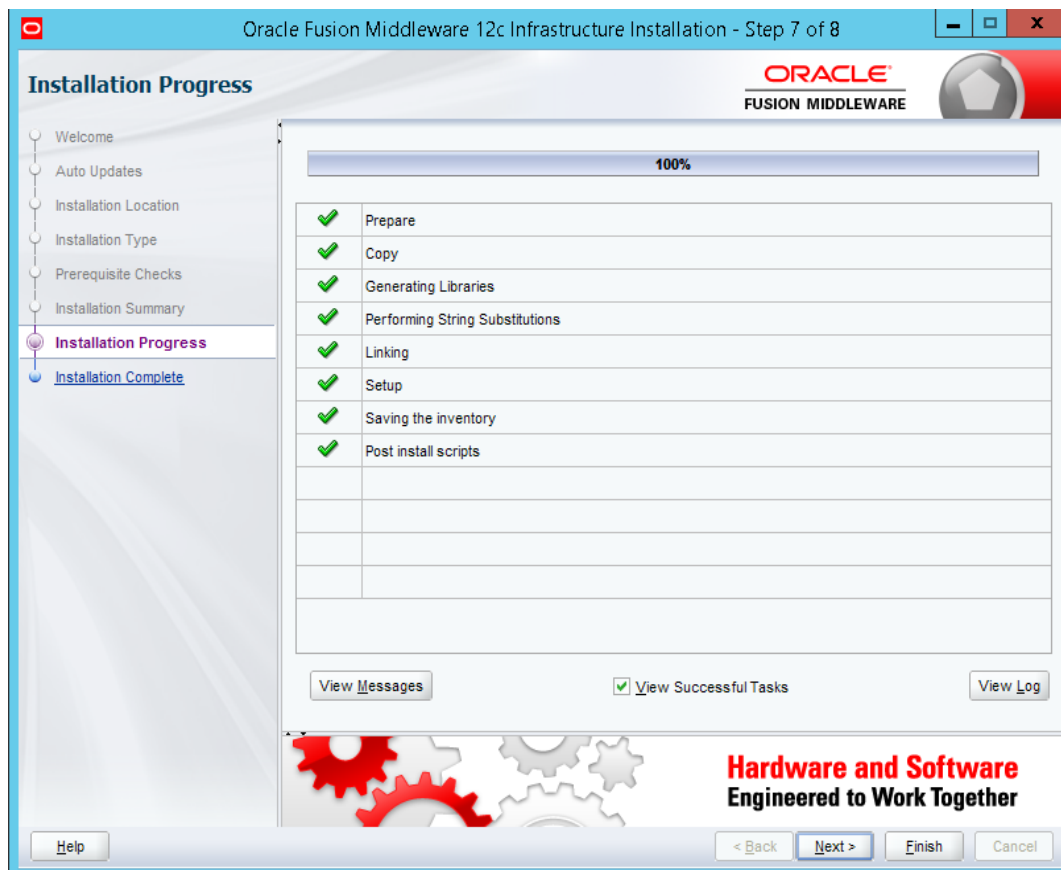 Oracle Fusion Middleware 12c Infrastructure Installation - Step 7 of 8
Installation Progress
ORACLE®
FUSION MIDDLEWARE
Welcome
Auto Updates
Installation Location
Installation Type
Prerequisite Checks
Installation Summary
Installation Progress
Installation Complete
100%
Prepare
Copy
Generating Libraries
Performing String Substitutions
Linking
Setup
Saving the inventory
Post install scripts
View Messages
View Successful Tasks
View Log
Hardware and Software
Engineered to Work Together
Help
< Back
Next >
Finish
Cancel